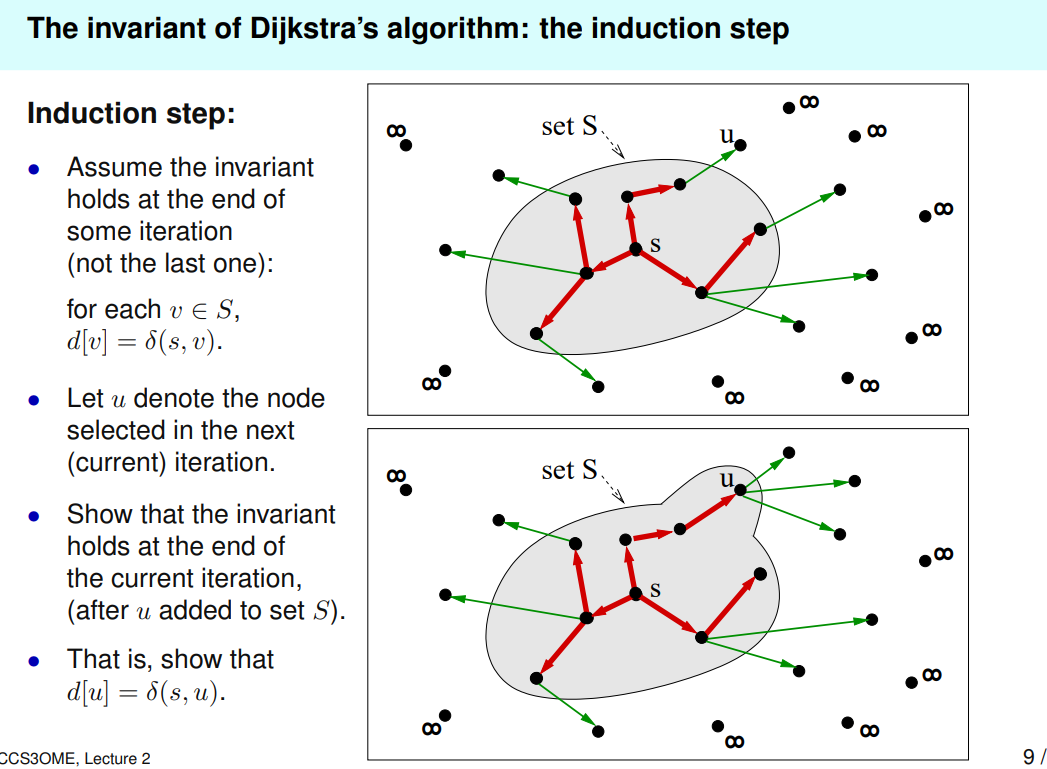 The invariant of Dijkstra's algorithm: the induction step
Induction step:
• Assume the invariant
holds at the end of
some iteration
(not the last one):
for each v ∈ S,
d[v] = δ(s, v).
• Let u denote the node
selected in the next
(current) iteration.
• Show that the invariant
holds at the end of
the current iteration,
(after u added to set S).
• That is, show that
d[u] = δ(s, u).
∞
set S
u
∞
∞
∞
s
∞
∞
∞
∞
∞
set S
u
∞
s
∞
∞
∞
∞
CCS3OME, Lecture 2
9 /